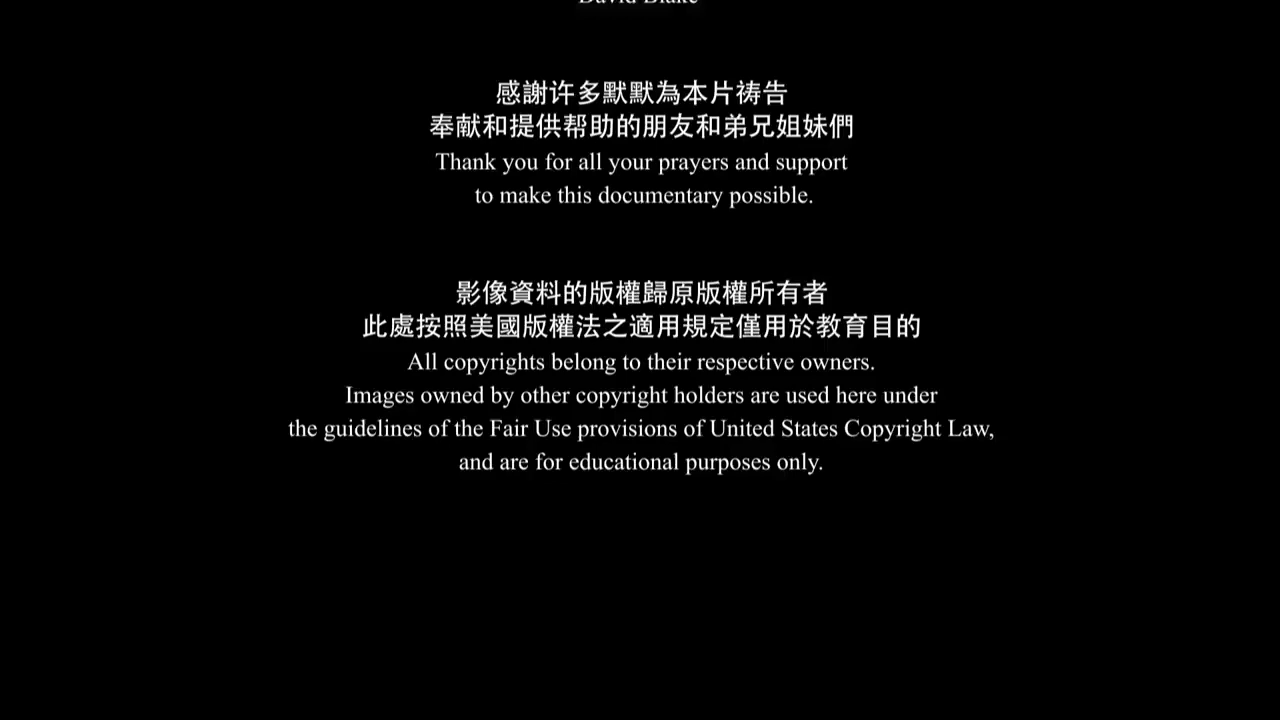 David Blake
感謝许多默默為本片祷告
奉献和提供帮助的朋友和弟兄姐妹們
Thank you for all your prayers and support
to make this documentary possible.
影像資料的版權歸原版權所有者
此處按照美國版權法之適用規定僅用於教育目的
All copyrights belong to their respective owners.
Images owned by other copyright holders are used here under
the guidelines of the Fair Use provisions of United States Copyright Law,
and are for educational purposes only.